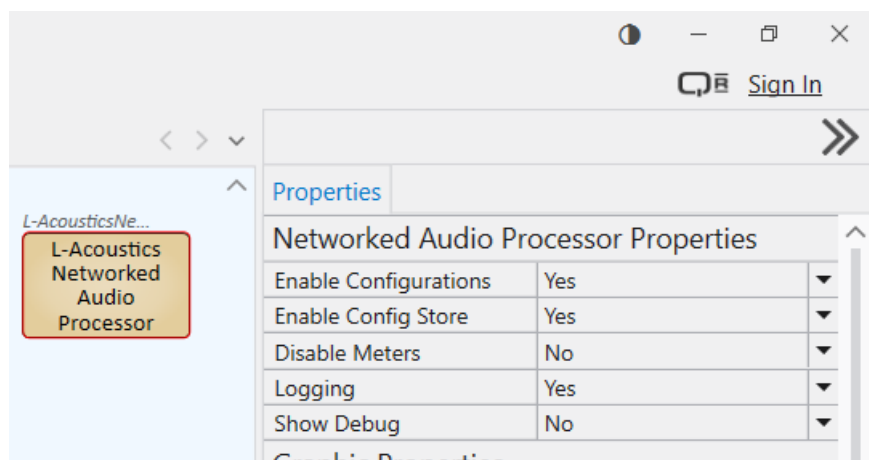 Sign In
L-AcousticsNe...
L-Acoustics
Networked
Audio
Processor
Properties
Networked Audio Processor Properties
Enable Configurations Yes
Enable Config Store Yes
Disable Meters No
Logging Yes
Show Debug No